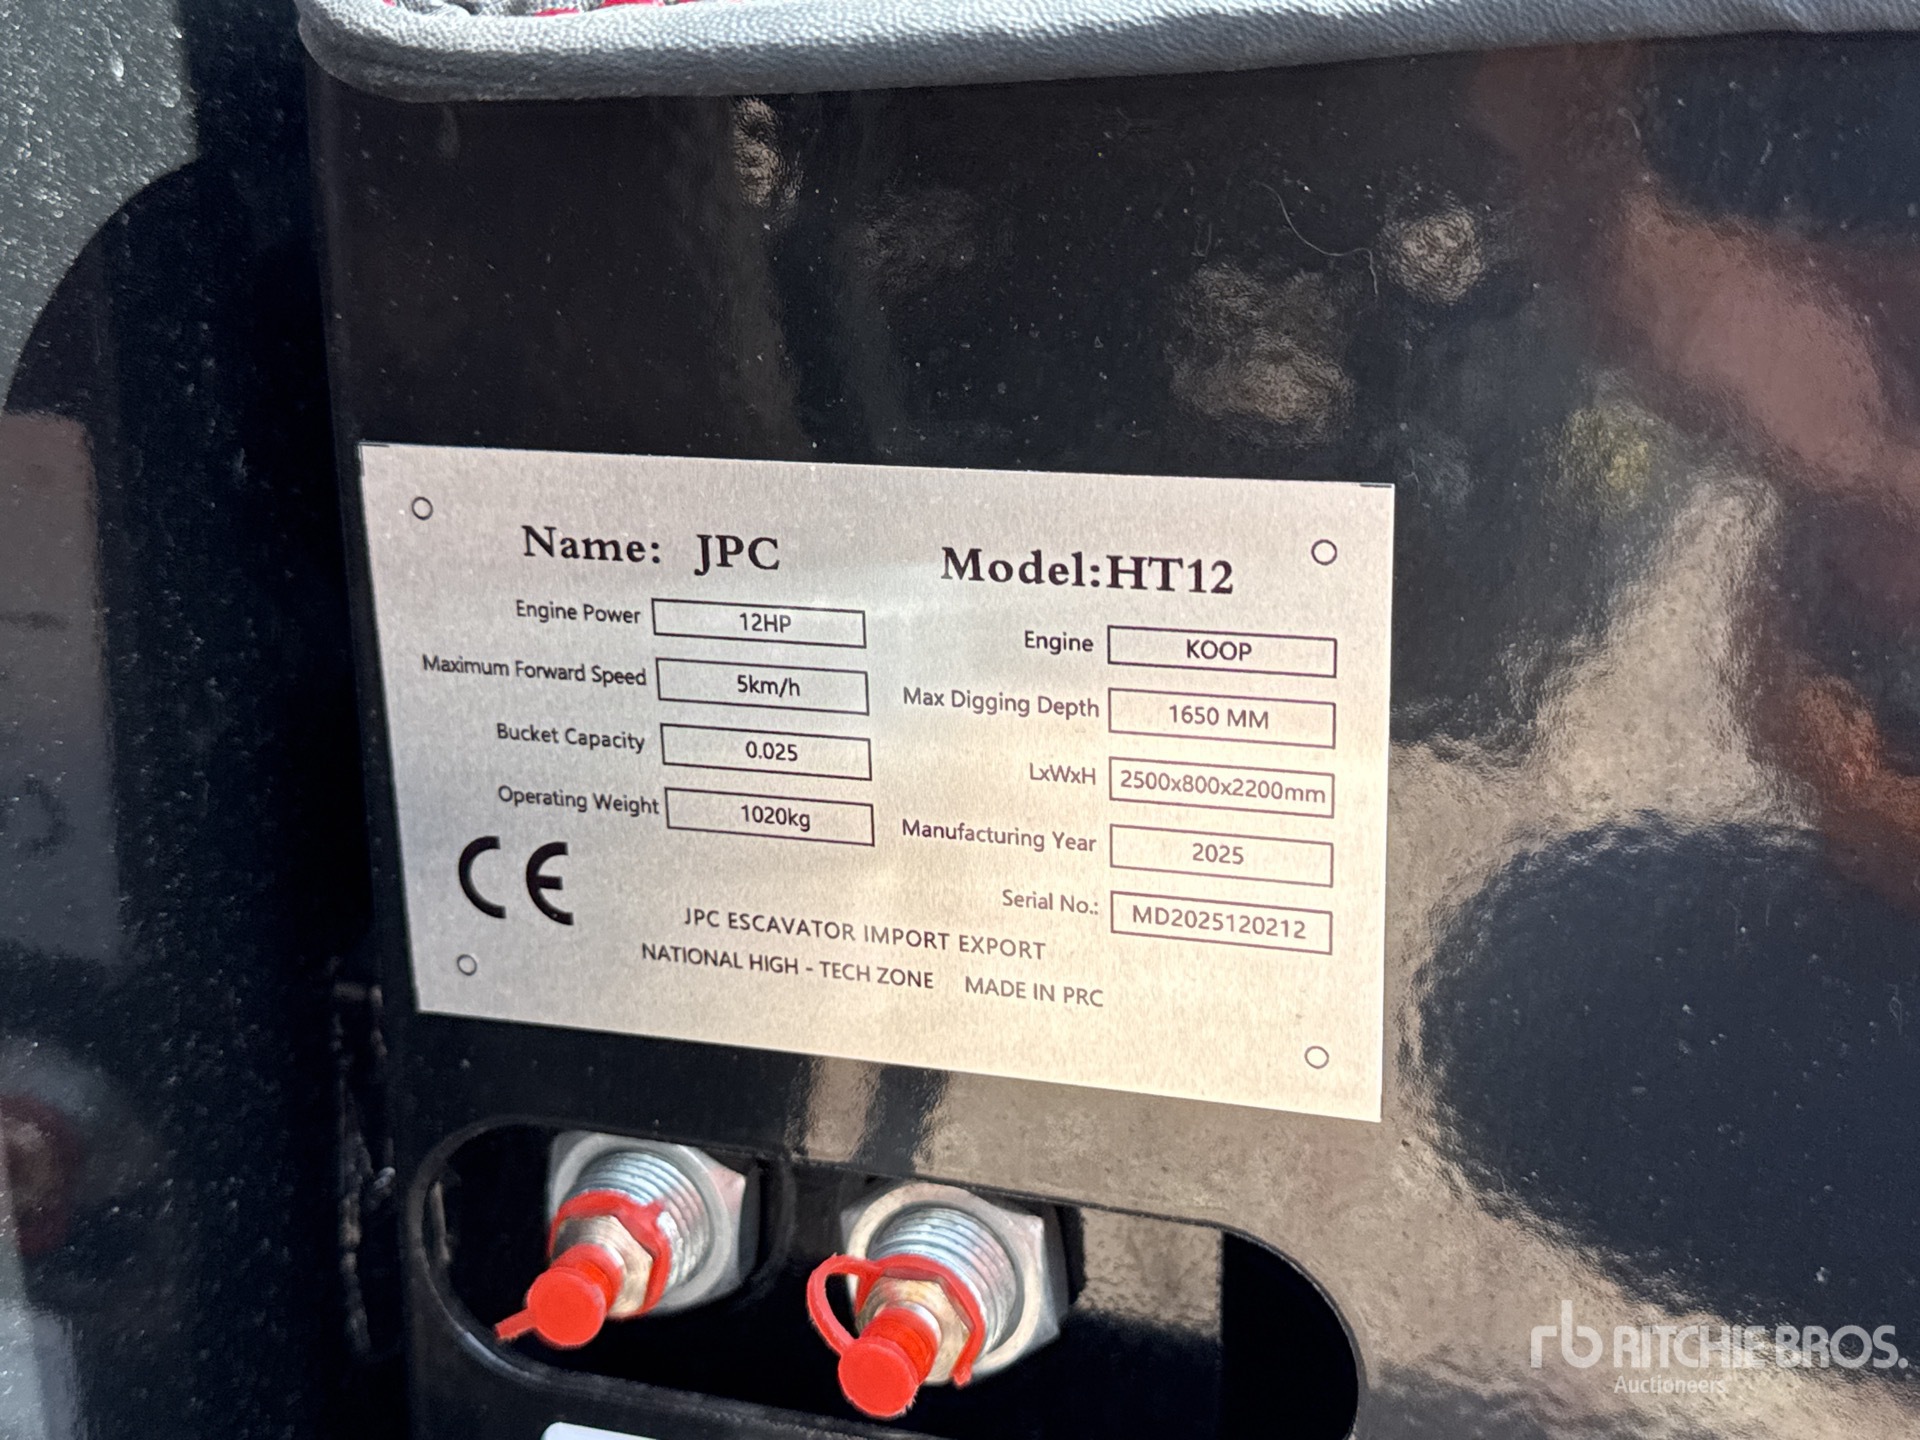 Name: JPC
Model:HT12
Engine Power 12HP
Maximum Forward Speed 5km/h
Bucket Capacity 0.025
Operating Weight 1020kg
Engine KOOP
Max Digging Depth 1650 MM
LxWxH 2500x800x2200mm
Manufacturing Year 2025
Serial No.: MD2025120212
CE
JPC ESCAVATOR IMPORT EXPORT
NATIONAL HIGH - TECH ZONE MADE IN PRC
rb RITCHIE BROS.
Auctioneers